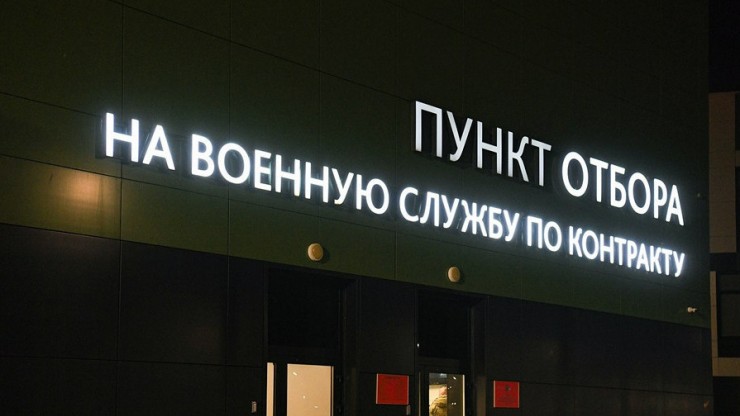 ПУНКТ ОТБОРА
НА ВОЕННУЮ СЛУЖБУ ПО КОНТРАКТУ